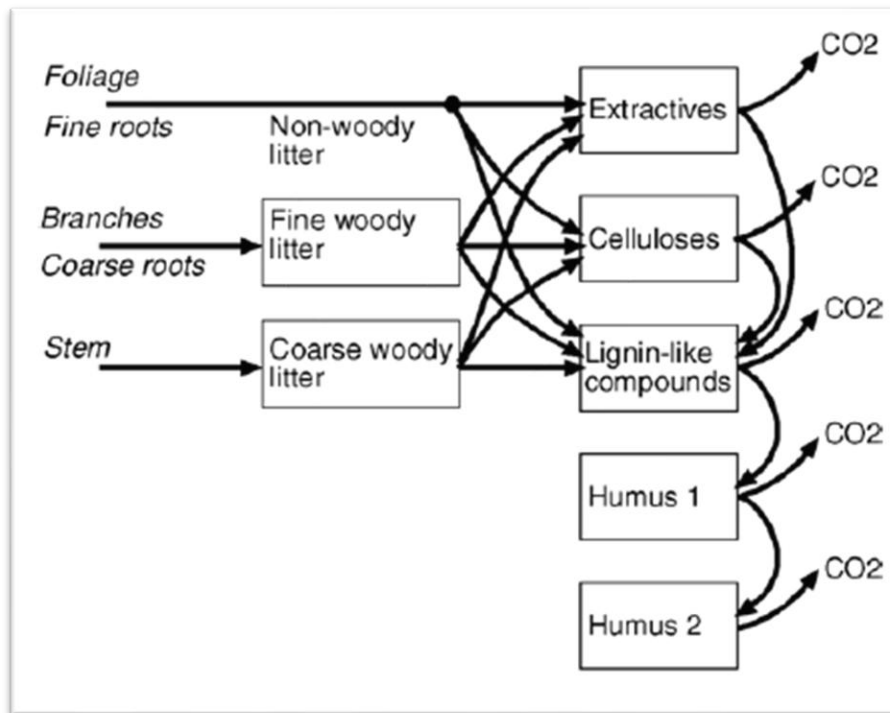 Foliage
Fine roots
Non-woody
litter
Branches
Coarse roots
Fine woody
litter
Stem
Coarse woody
litter
Extractives
CO2
Celluloses
CO2
Lignin-like
compounds
CO2
Humus 1
CO2
Humus 2
CO2